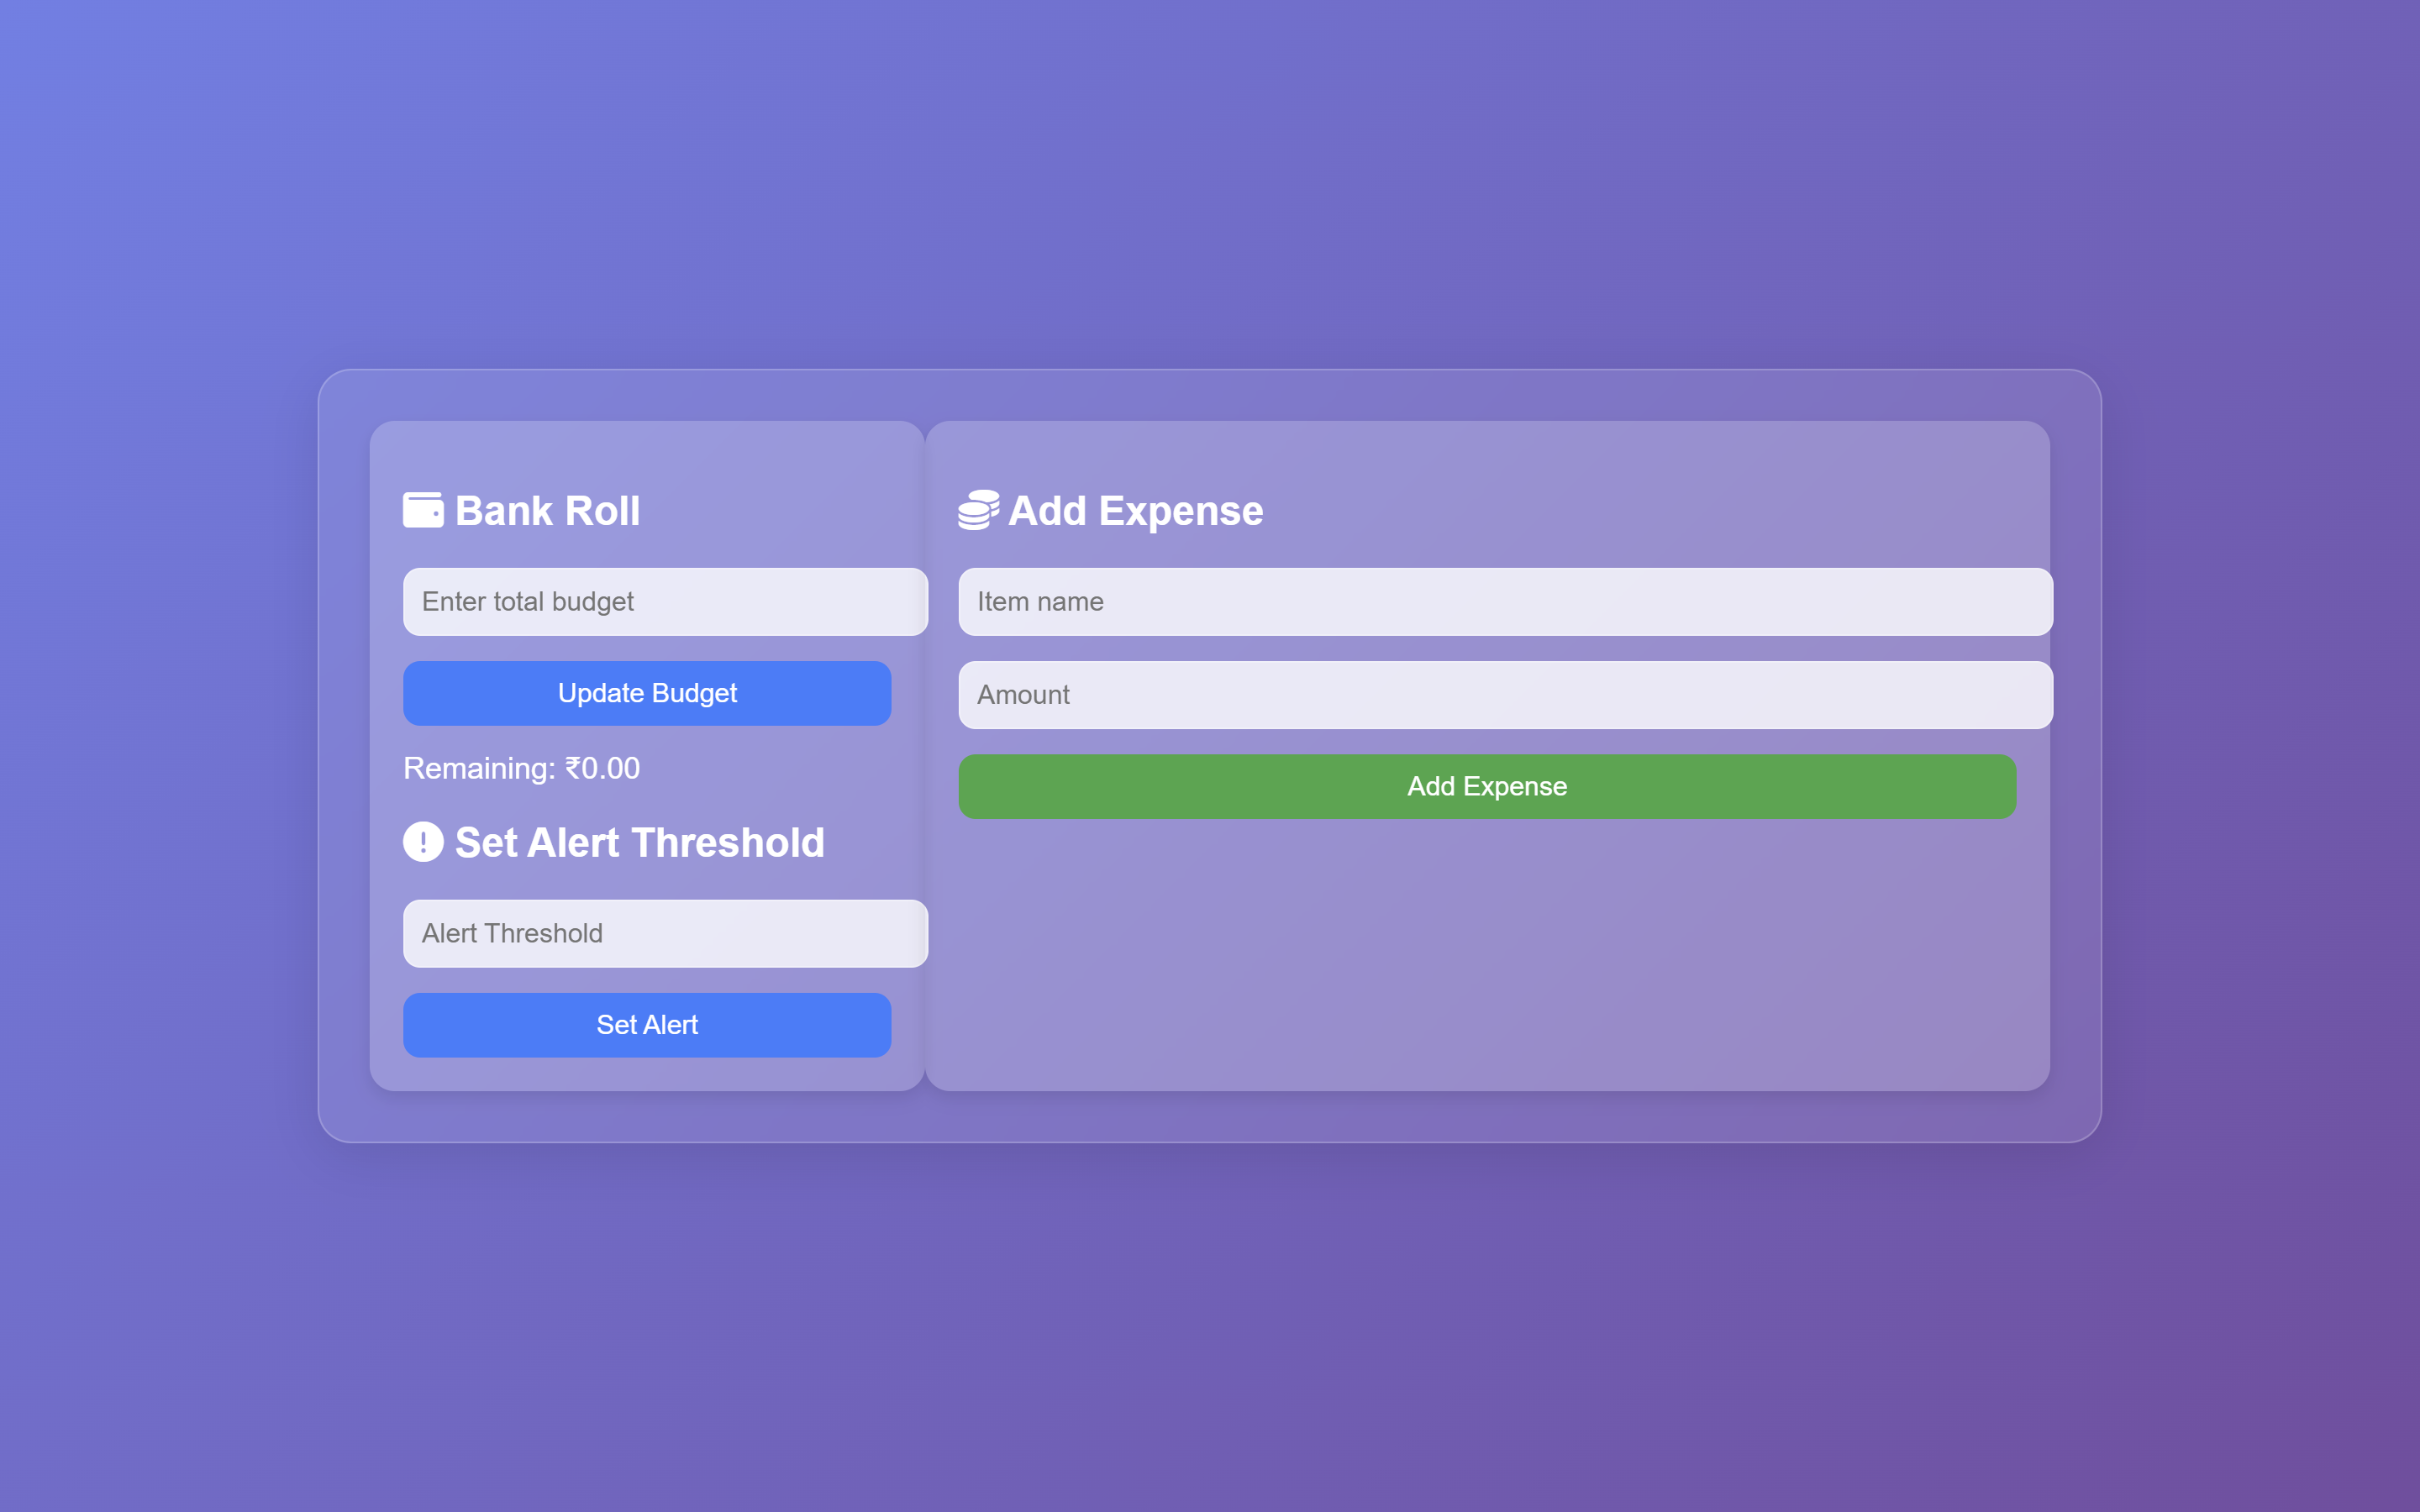 Bank Roll
Enter total budget
Update Budget
Remaining: ₹0.00
Set Alert Threshold
Alert Threshold
Set Alert
Add Expense
Item name
Amount
Add Expense